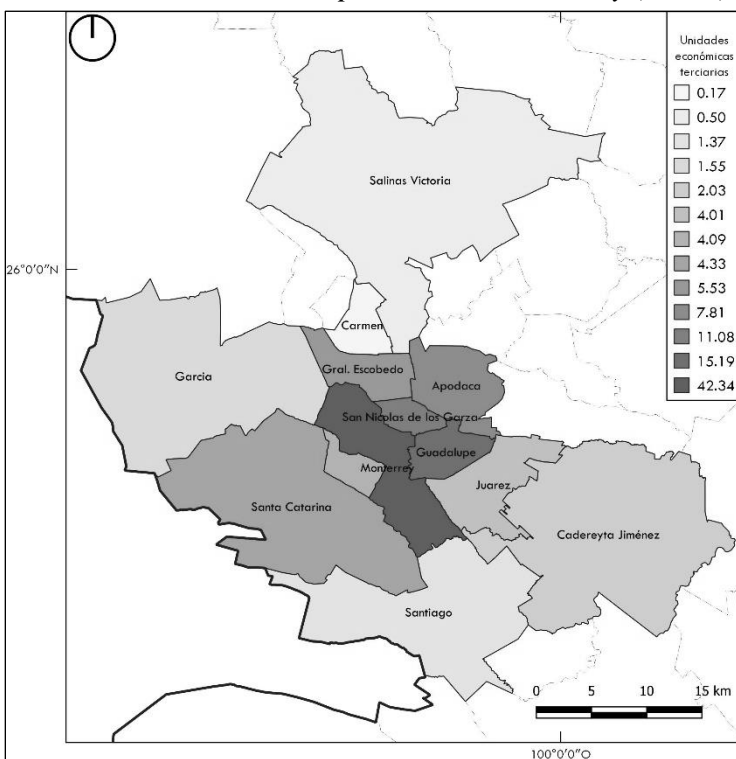 Unidades
económicas
terciarias
0.17
0.50
1.37
1.55
2.03
4.01
4.09
4.33
5.53
7.81
11.08
15.19
42.34
Salinas Victoria
26°0'0"N
Carmen
Garcia
Gral. Escobedo
Apodaca
San Nicolas de los Garza
Guadalupe
Monterrey
Juarez
Santa Catarina
Cadereyta Jiménez
Santiago
0 5 10 15 km
100°0'0"O